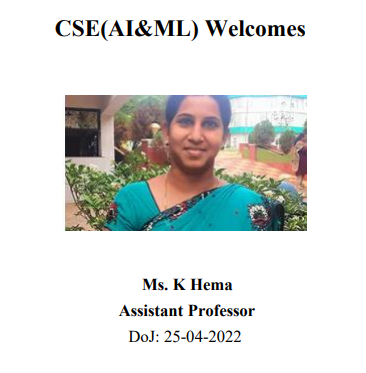 CSE(AI&ML) Welcomes
Ms. K Hema
Assistant Professor
DoJ: 25-04-2022